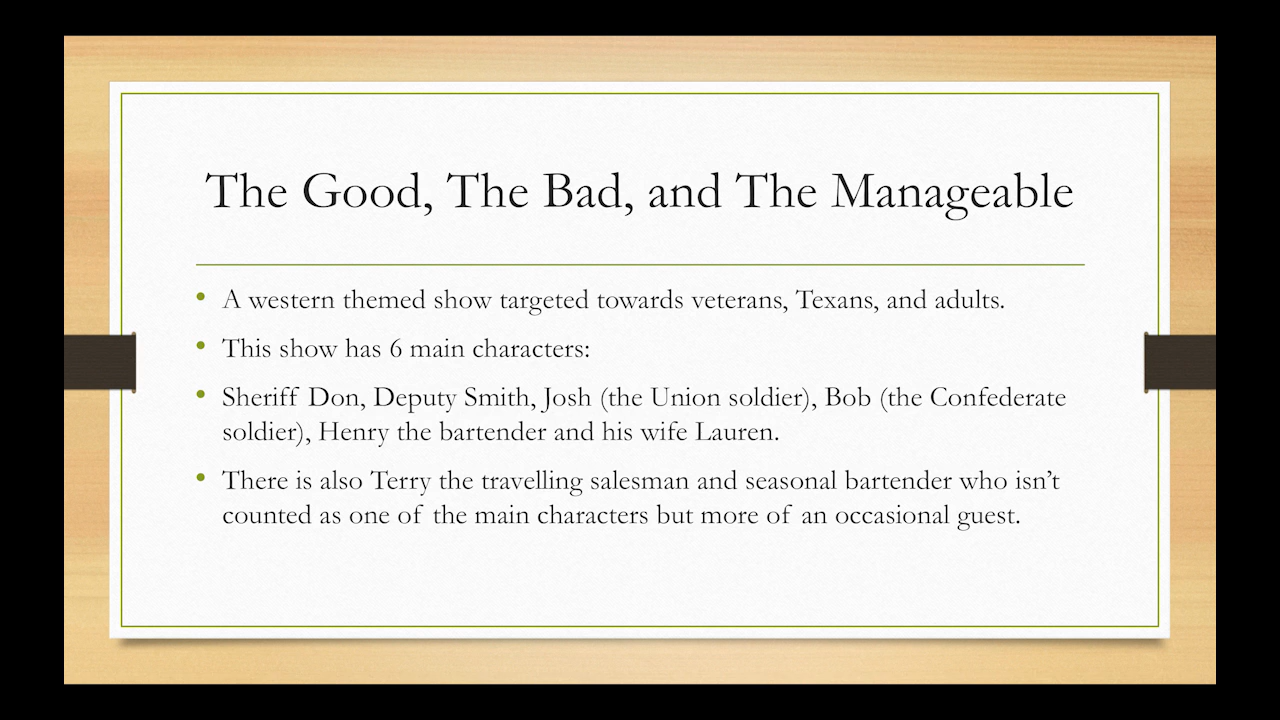 The Good, The Bad, and The Manageable
• A western themed show targeted towards veterans, Texans, and adults.
• This show has 6 main characters:
• Sheriff Don, Deputy Smith, Josh (the Union soldier), Bob (the Confederate
soldier), Henry the bartender and his wife Lauren.
• There is also Terry the travelling salesman and seasonal bartender who isn’t
counted as one of the main characters but more of an occasional guest.